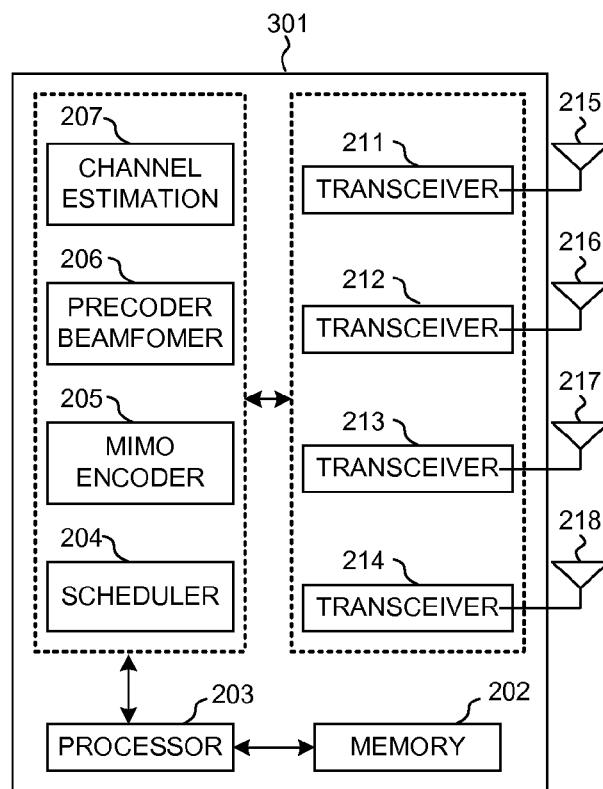 301
207
CHANNEL
ESTIMATION
206
PRECODER
BEAMFOMER
205
MIMO
ENCODER
204
SCHEDULER
211
TRANSCEIVER
215
212
TRANSCEIVER
216
213
TRANSCEIVER
217
214
TRANSCEIVER
218
203
PROCESSOR
202
MEMORY